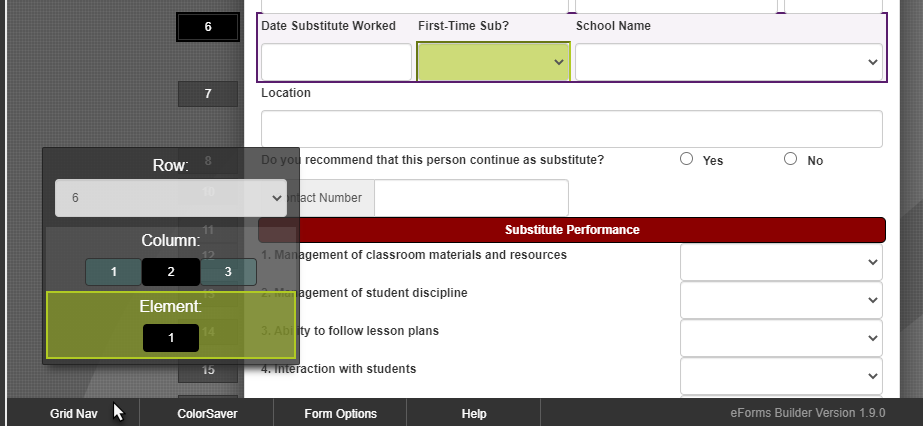 6
Date Substitute Worked First-Time Sub? School Name
7
Location
Row:
8
Do you recommend that this person continue as substitute? Yes No
6
10
Contact Number
11
Substitute Performance
Column:
12
1. Management of classroom materials and resources
1 2 3
2. Management of student discipline
Element:
14
3. Ability to follow lesson plans
1
15
4. Interaction with students
Grid Nav ColorSaver Form Options Help eForms Builder Version 1.9.0